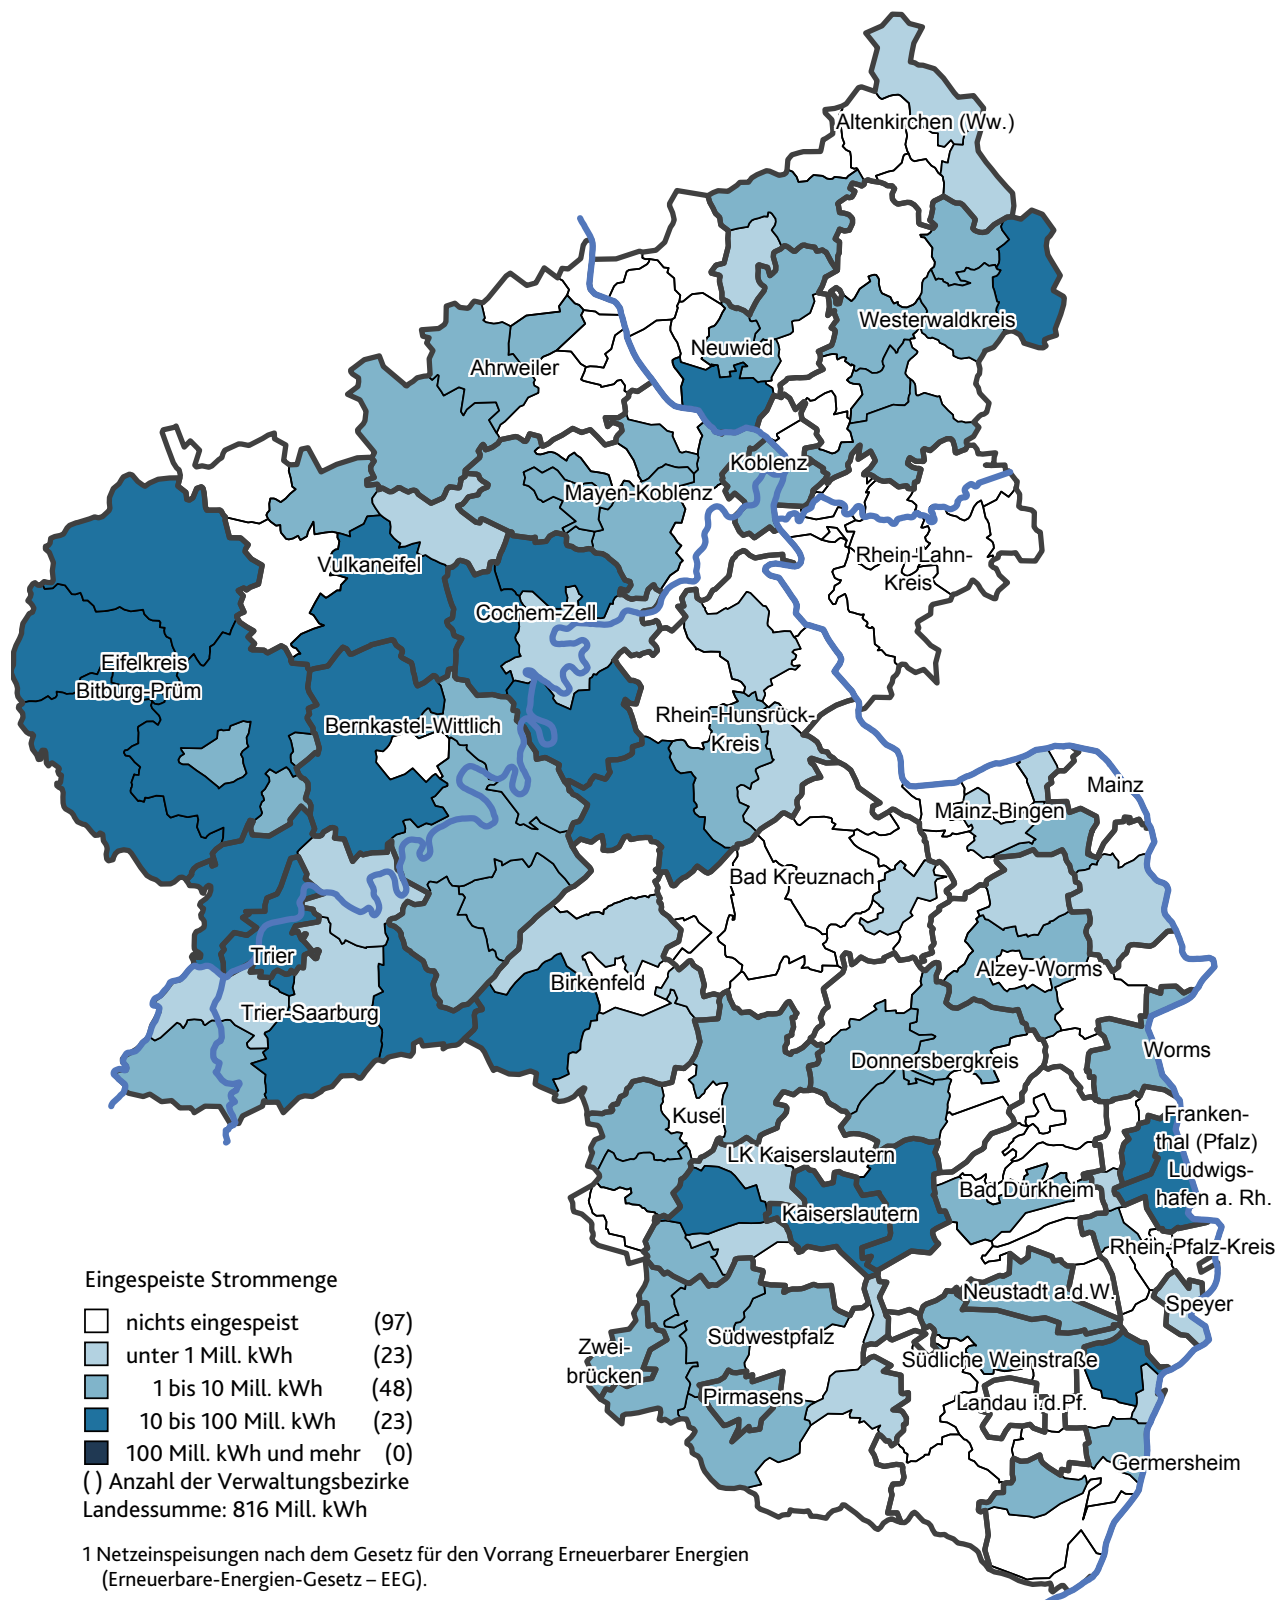 Altenkirchen (Ww.)
Westerwaldkreis
Neuwied
Ahrweiler
Koblenz
Mayen-Koblenz
Rhein-Lahn-
Kreis
Vulkaneifel
Cochem-Zell
Eifelkreis
Bitburg-Prüm
Bernkastel-Wittlich
Rhein-Hunsrück-
Kreis
Mainz
Mainz-Bingen
Bad Kreuznach
Trier
Alzey-Worms
Birkenfeld
Trier-Saarburg
Worms
Donnersbergkreis
Kusel
Franken-
thal (Pfalz)
LK Kaiserslautern
Ludwigs-
hafen a. Rh.
Bad Dürkheim
Kaiserslautern
Rhein-Pfalz-Kreis
Neustadt a.d.W.
Speyer
Südwestpfalz
Zwei-
brücken
Südliche Weinstraße
Pirmasens
Landau i.d.Pf.
Germersheim
Eingespeiste Strommenge
nichts eingespeist (97)
unter 1 Mill. kWh (23)
1 bis 10 Mill. kWh (48)
10 bis 100 Mill. kWh (23)
100 Mill. kWh und mehr (0)
( ) Anzahl der Verwaltungsbezirke
Landessumme: 816 Mill. kWh
1 Netzeinspeisungen nach dem Gesetz für den Vorrang Erneuerbarer Energien
(Erneuerbare-Energien-Gesetz – EEG).